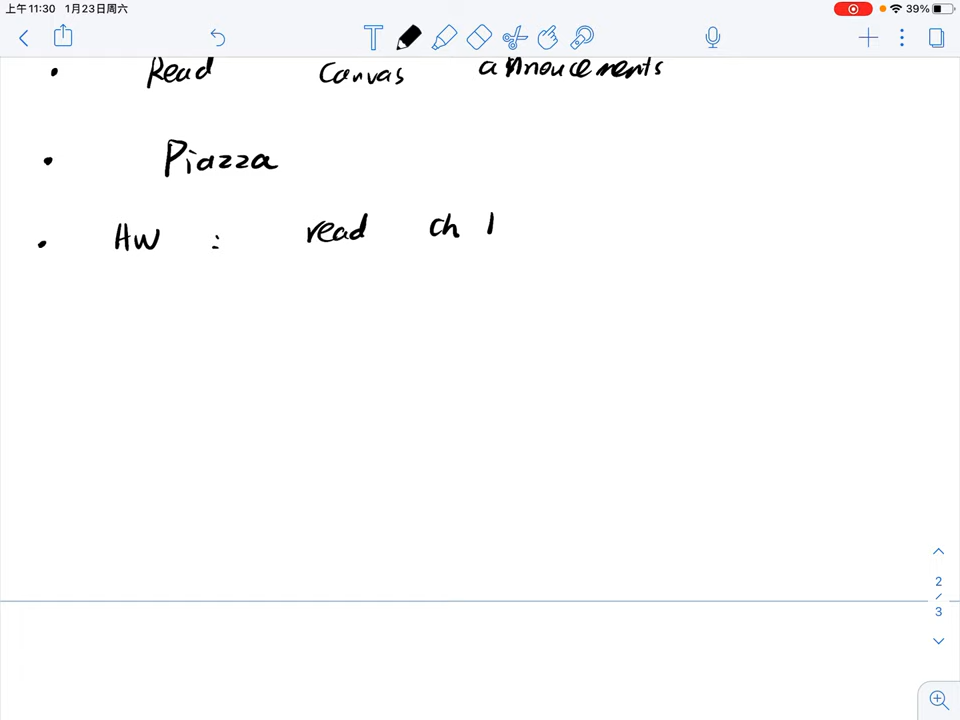 上午11:30 1月23日周六 39%
• Read Canvas annoucements
• Piazza
• HW : read ch 1
2
/
3